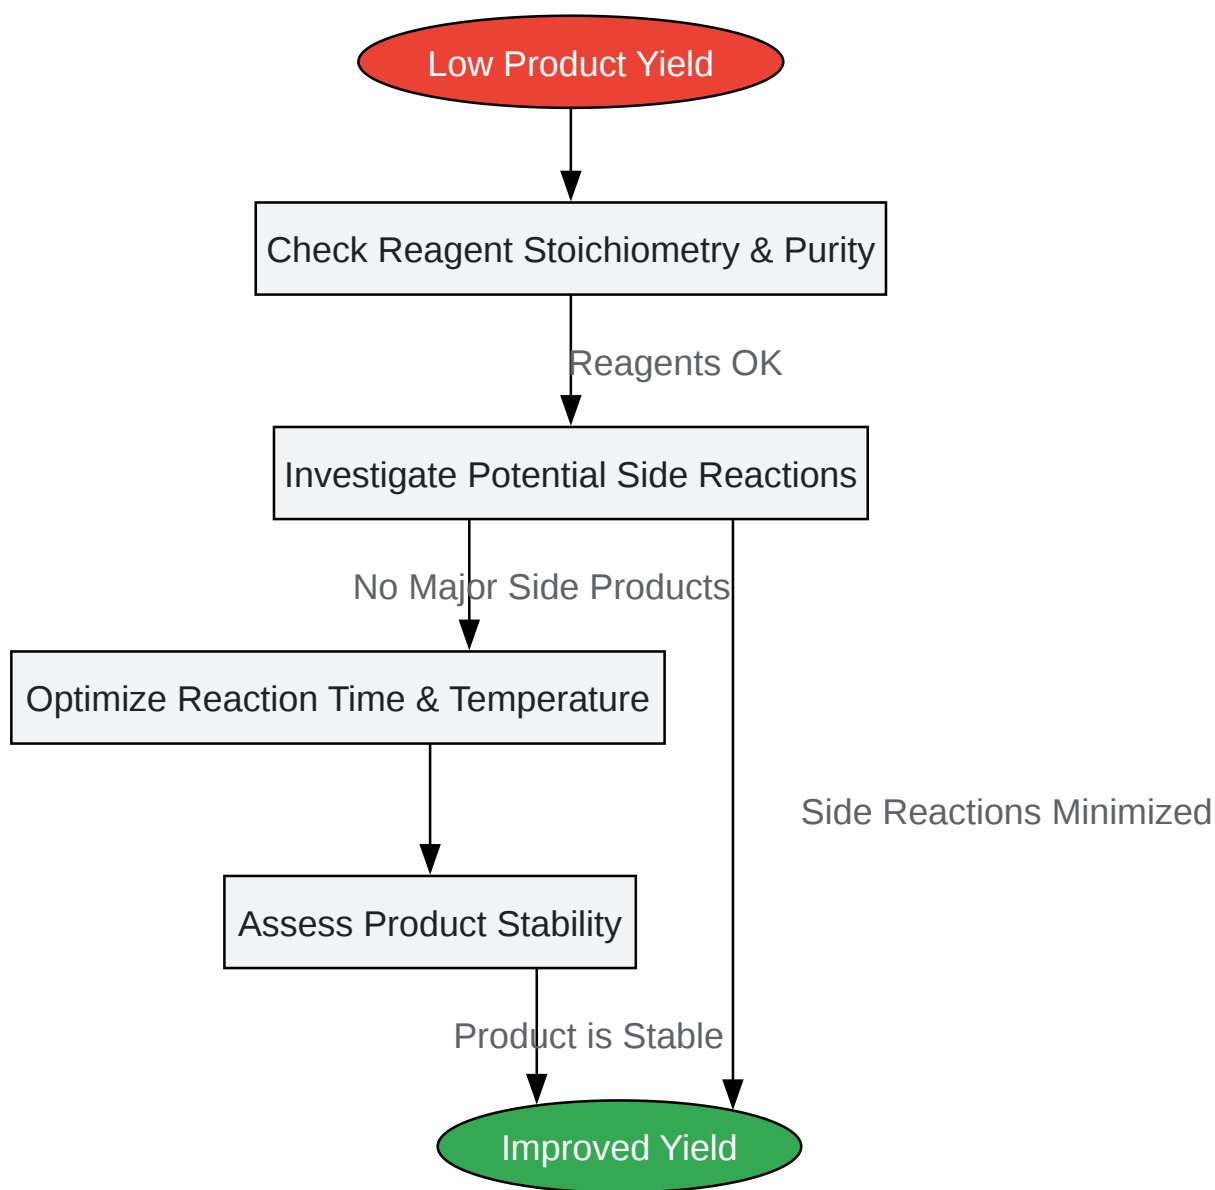 Low Product Yield
Check Reagent Stoichiometry & Purity
Reagents OK
Investigate Potential Side Reactions
No Major Side Products
Optimize Reaction Time & Temperature
Side Reactions Minimized
Assess Product Stability
Product is Stable
Improved Yield